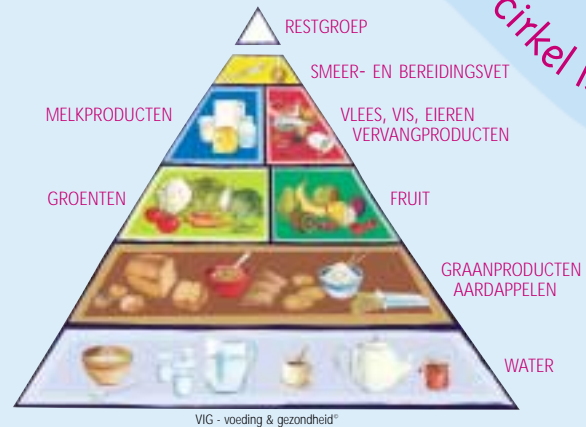 RESTGROEP
cirkel
SMEER- EN BEREIDINGSVET
MELKPRODUCTEN
VLEES, VIS, EIEREN
VERVANGPRODUCTEN
GROENTEN
FRUIT
GRAANPRODUCTEN
AARDAPPELEN
WATER
VIG - voeding & gezondheid©